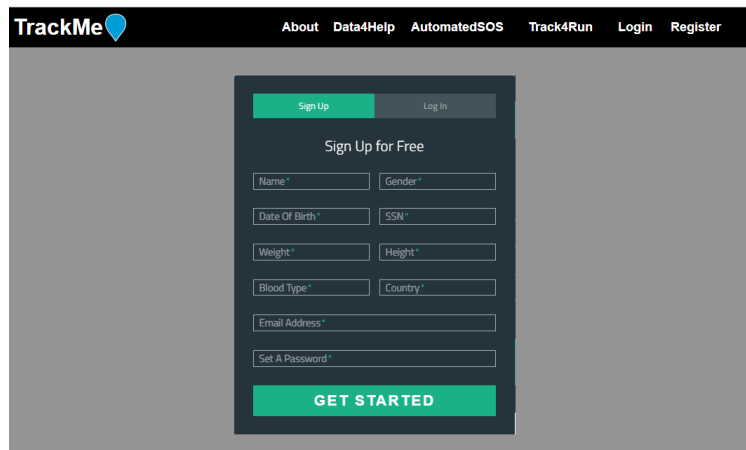 TrackMe About Data4Help AutomatedSOS Track4Run Login Register
Sign Up Log In
Sign Up for Free
Name* Gender*
Date Of Birth* SSN*
Weight* Height*
Blood Type* Country*
Email Address*
Set A Password*
GET STARTED